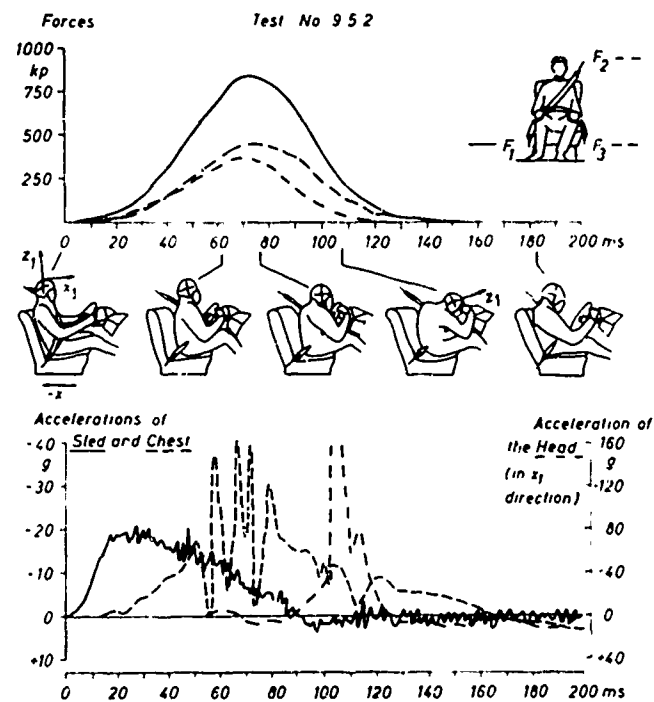 Forces
Test No 952
1000
kp
750
500
250
F2 --
— F1
F3 --
0 20 40 60 80 100 120 140 160 180 200 ms
z1
x1
z1
-x
Accelerations of
Sled and Chest
Acceleration of
the Head
(in x1
direction)
-40
g
-30
-20
-10
0
+10
160
g
-120
80
-40
0
+40
0 20 40 60 80 100 120 140 160 180 200 ms